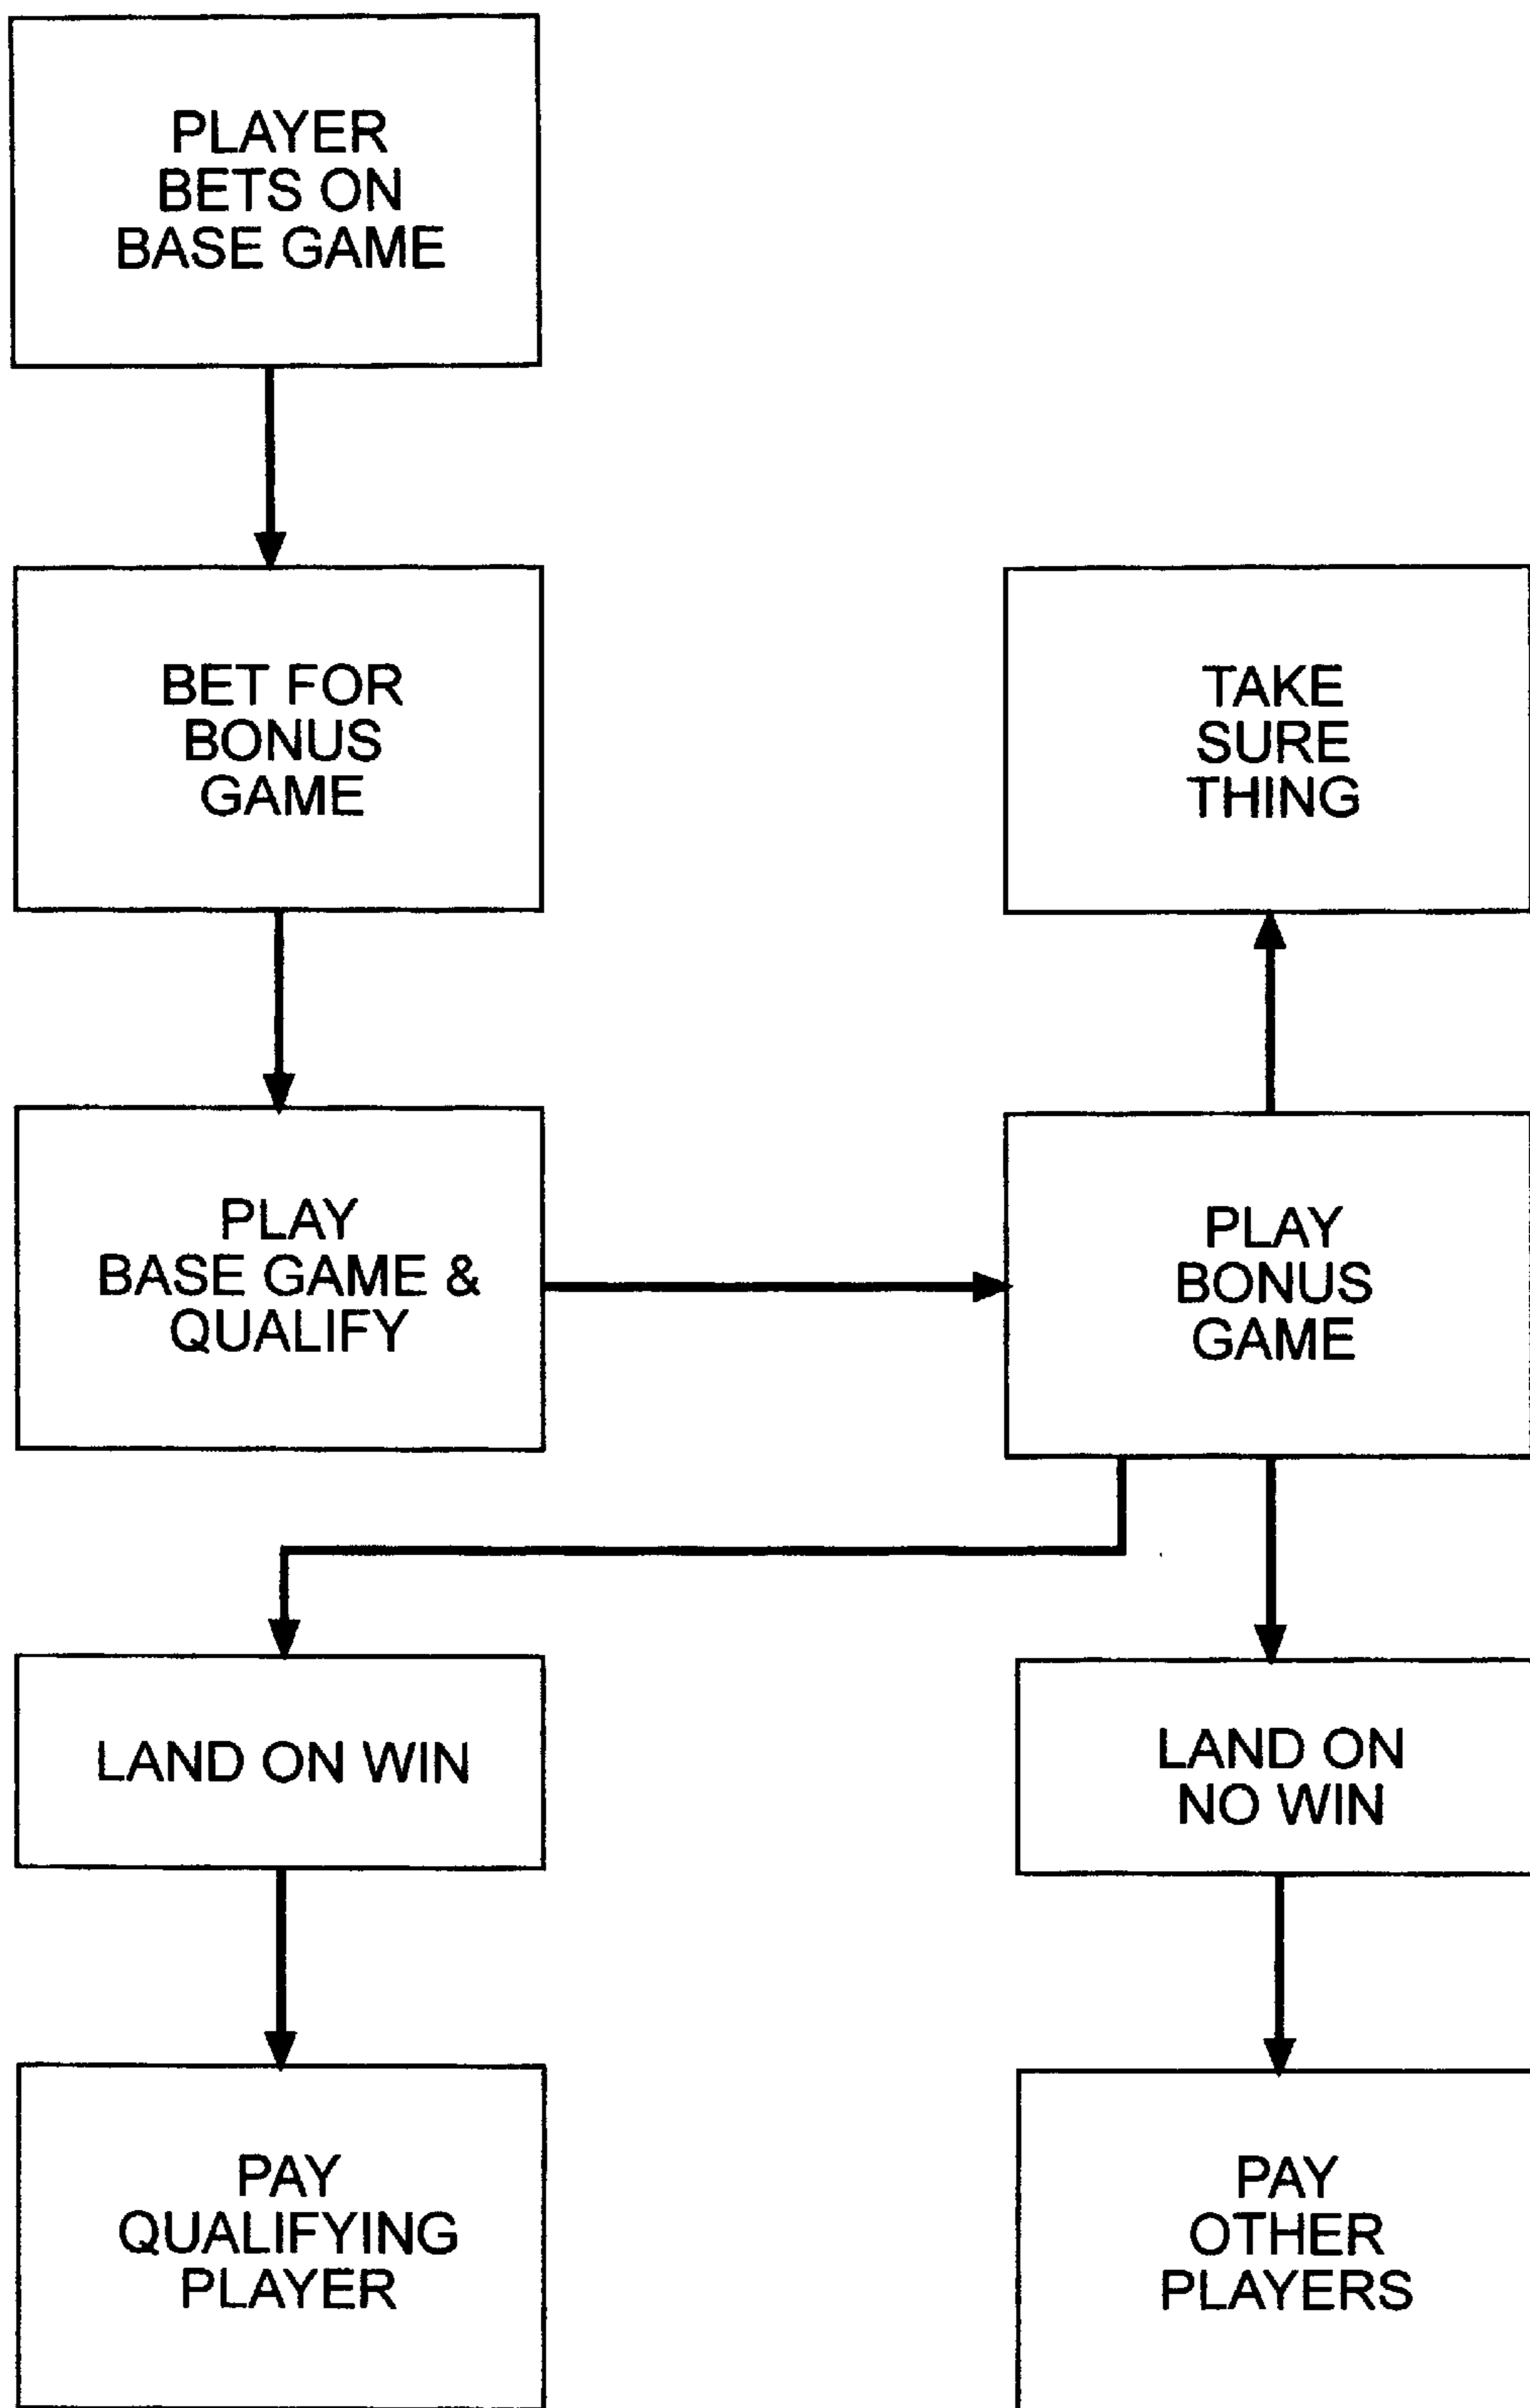 PLAYER
BETS ON
BASE GAME
BET FOR
BONUS
GAME
TAKE
SURE
THING
PLAY
BASE GAME &
QUALIFY
PLAY
BONUS
GAME
LAND ON WIN
LAND ON
NO WIN
PAY
QUALIFYING
PLAYER
PAY
OTHER
PLAYERS